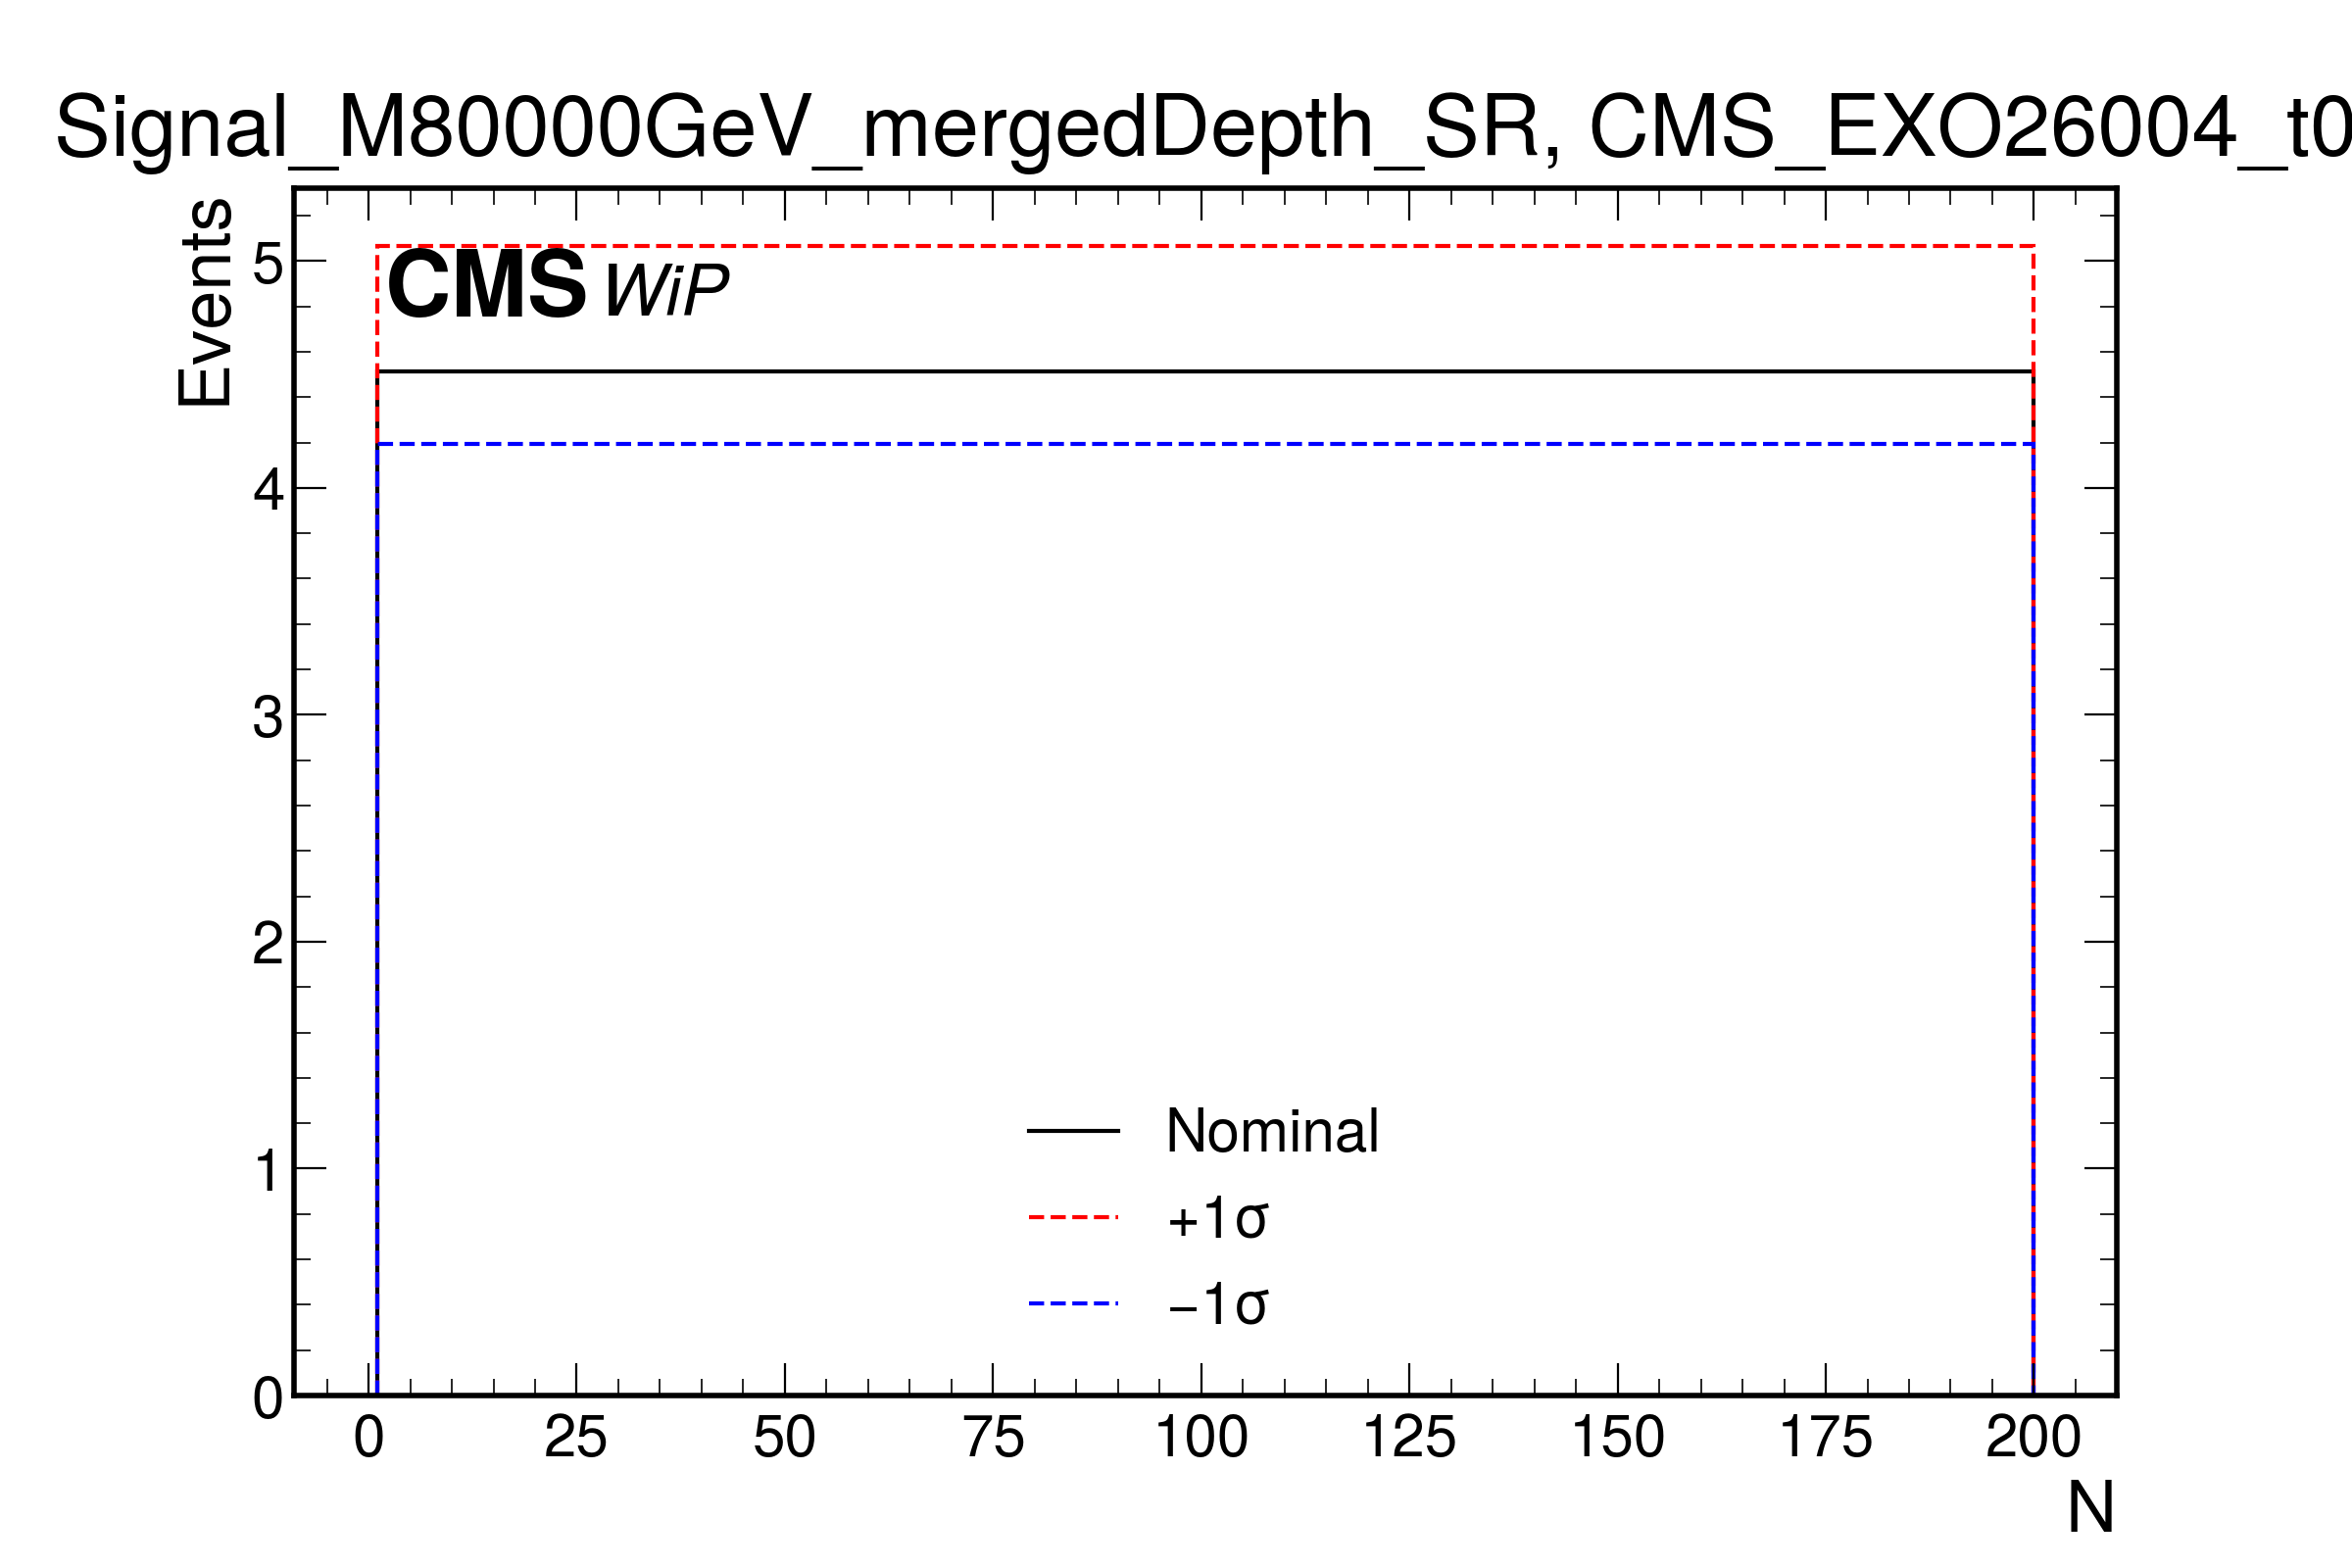 Signal_M80000GeV_mergedDepth_SR, CMS_EXO26004_t0
Events
CMS WiP
5
4
3
2
1
0
Nominal
+1σ
−1σ
0 25 50 75 100 125 150 175 200
N